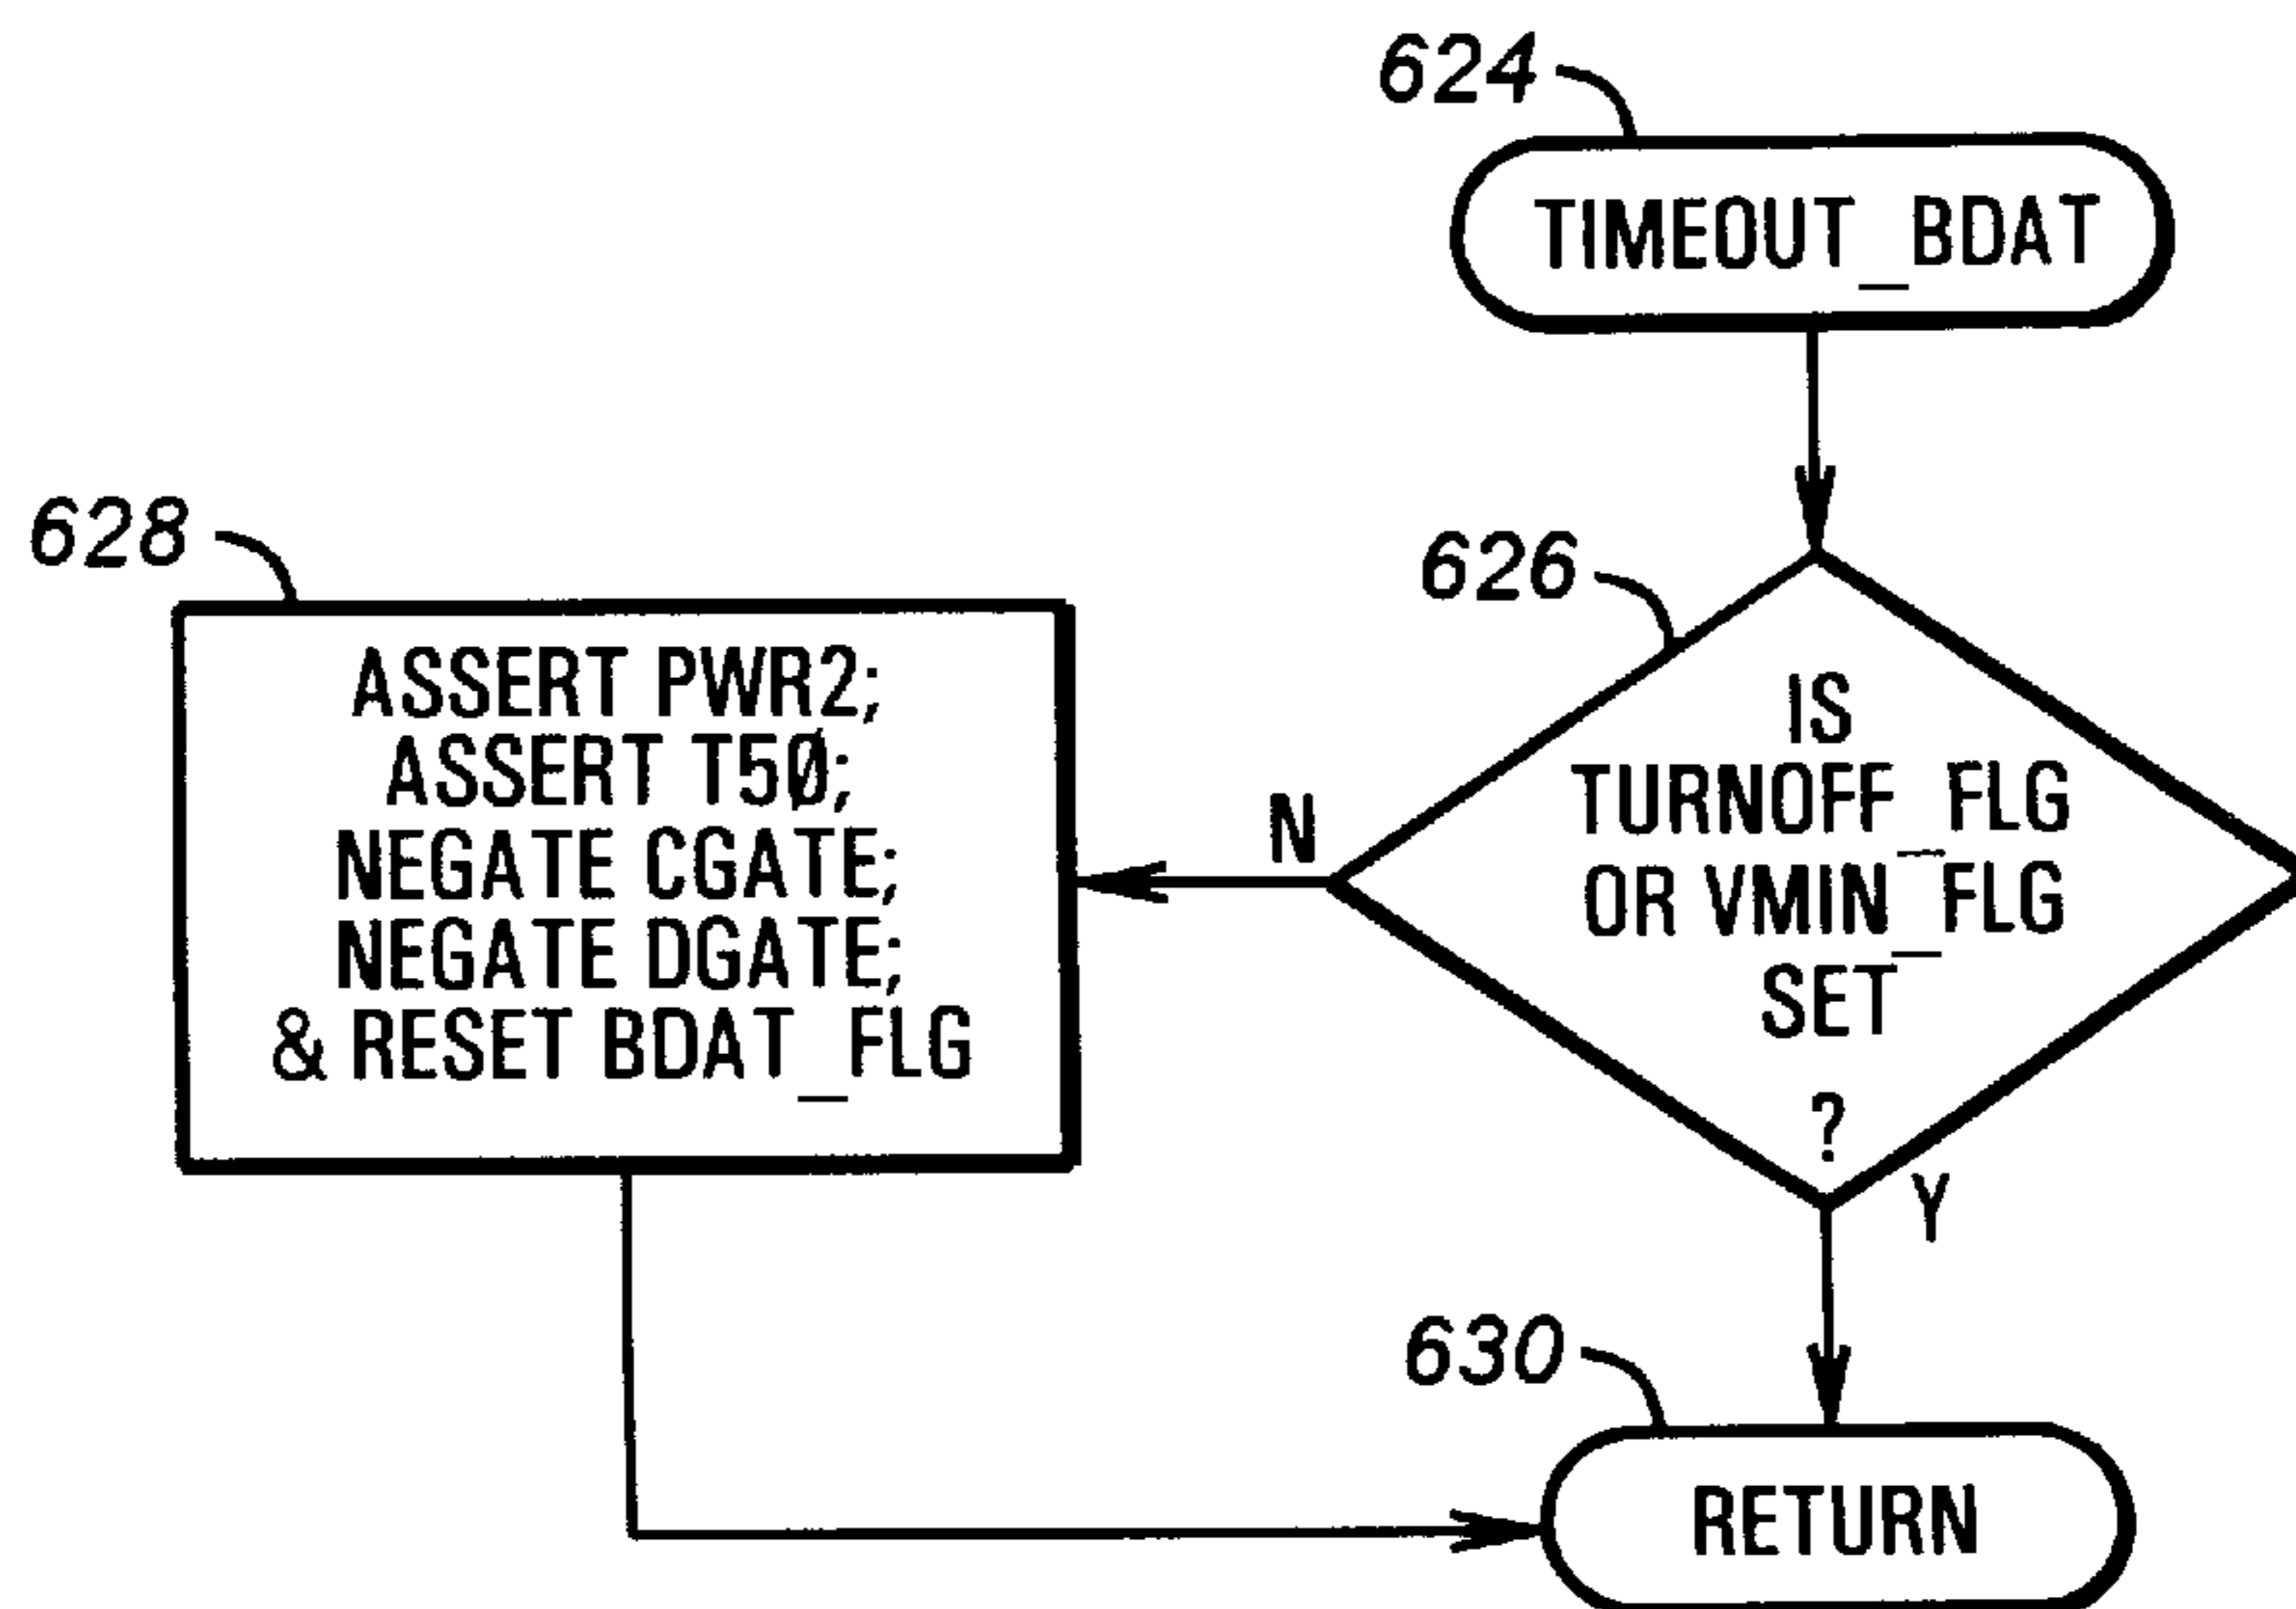 624
TIMEOUT_BDAT
628
626
ASSERT PWR2;
ASSERT T5Ø;
NEGATE CGATE;
NEGATE DGATE;
& RESET BDAT_FLG
N
IS
TURNOFF_FLG
OR VMIN_FLG
SET
?
Y
630
RETURN